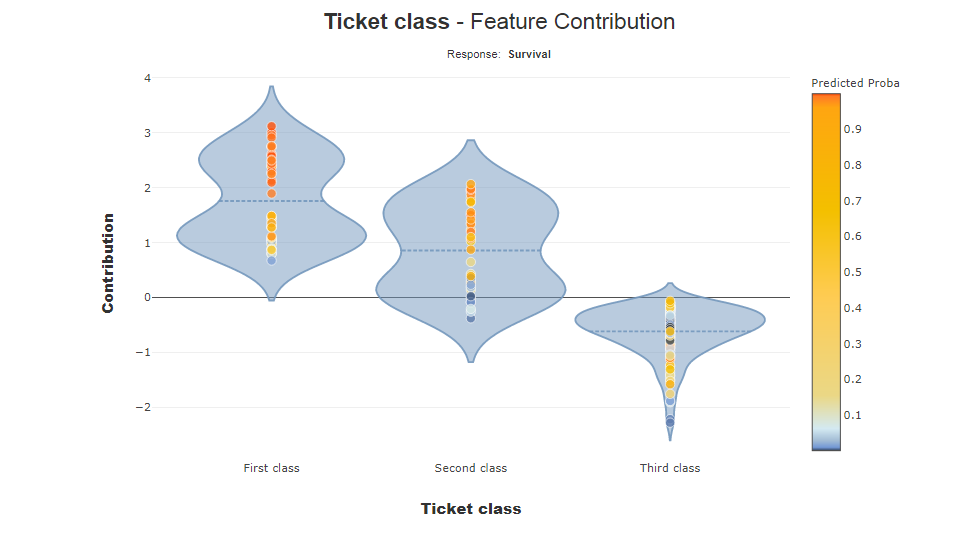 Ticket class - Feature Contribution
Response: Survival
Predicted Proba
4
3
2
1
0
−1
−2
Contribution
0.9
0.8
0.7
0.6
0.5
0.4
0.3
0.2
0.1
First class
Second class
Third class
Ticket class